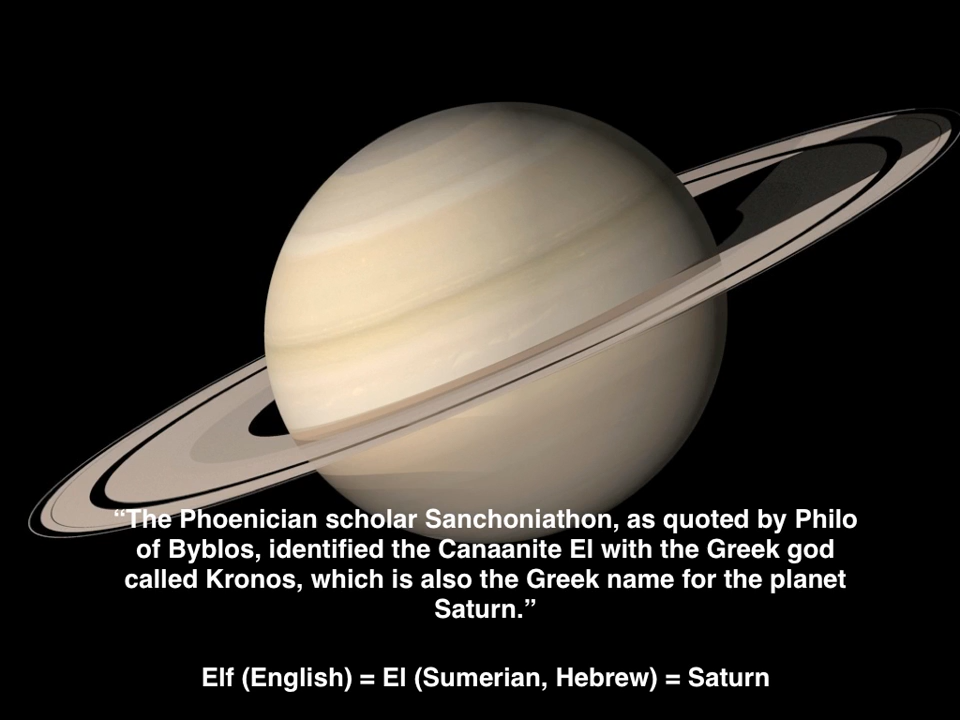 “The Phoenician scholar Sanchoniathon, as quoted by Philo
of Byblos, identified the Canaanite El with the Greek god
called Kronos, which is also the Greek name for the planet
Saturn.”
Elf (English) = El (Sumerian, Hebrew) = Saturn